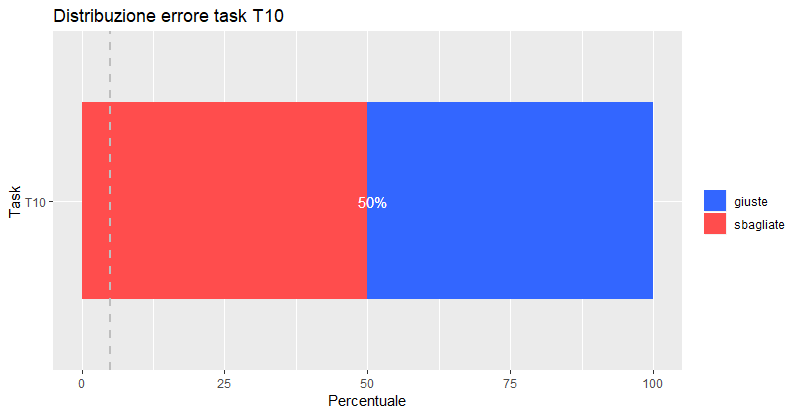 Distribuzione errore task T10
Task
T10
50%
giuste
sbagliate
0
25
50
75
100
Percentuale